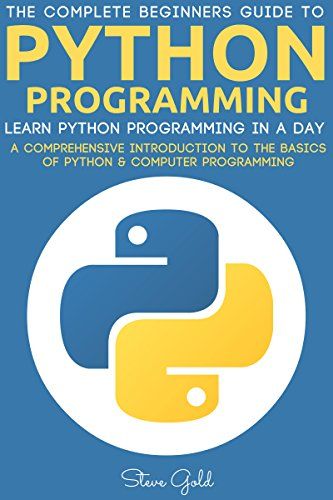 THE COMPLETE BEGINNERS GUIDE TO
PYTHON
PROGRAMMING
LEARN PYTHON PROGRAMMING IN A DAY
A COMPREHENSIVE INTRODUCTION TO THE BASICS
OF PYTHON & COMPUTER PROGRAMMING
Steve Gold